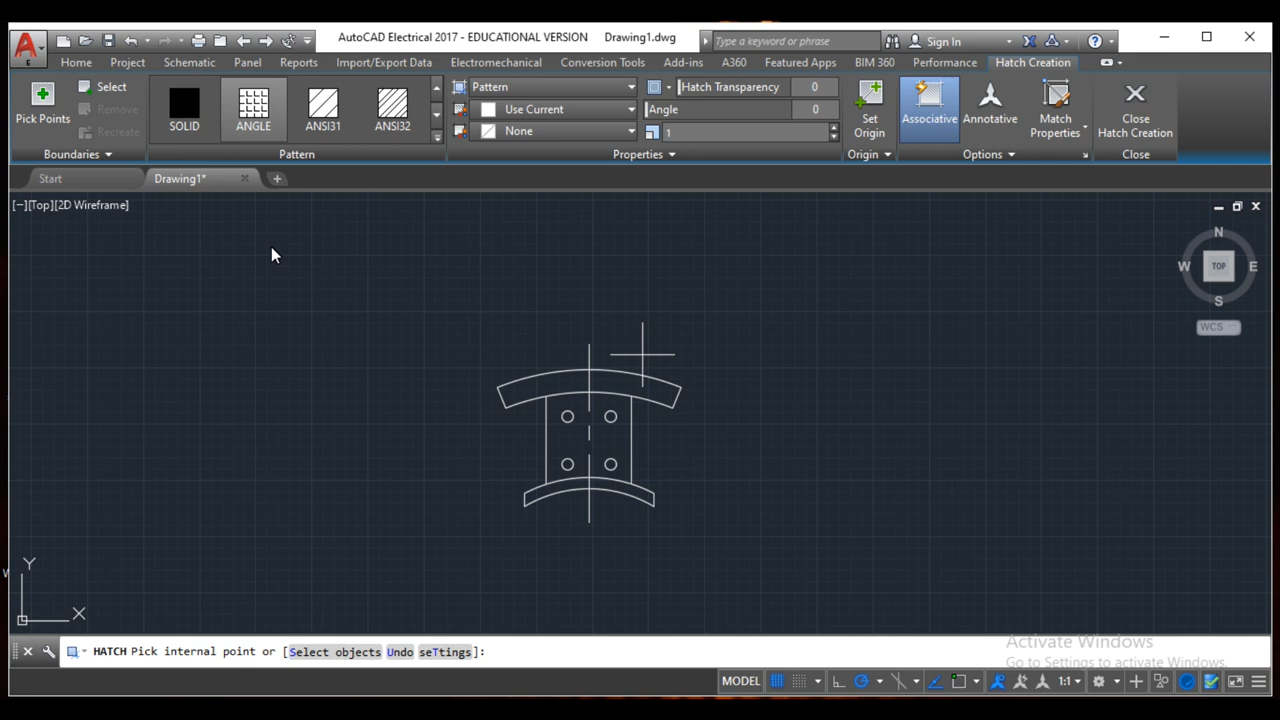 AutoCAD Electrical 2017 - EDUCATIONAL VERSION Drawing1.dwg
Type a keyword or phrase
Sign In
Home Project Schematic Panel Reports Import/Export Data Electromechanical Conversion Tools Add-ins A360 Featured Apps BIM 360 Performance Hatch Creation
Pick Points
Select
Remove
Recreate
Boundaries
SOLID ANGLE ANSI31 ANSI32
Pattern
Pattern
Use Current
None
Hatch Transparency 0
Angle 0
1
Properties
Set
Origin
Origin
Associative
Annotative
Match
Properties
Options
Close
Hatch Creation
Close
Start Drawing1*
[−][Top][2D Wireframe]
N
W TOP E
S
WCS
Y
X
W
E
HATCH Pick internal point or [Select objects Undo seTtings]:
Activate Windows
Go to Settings to activate Windows.
MODEL 1:1